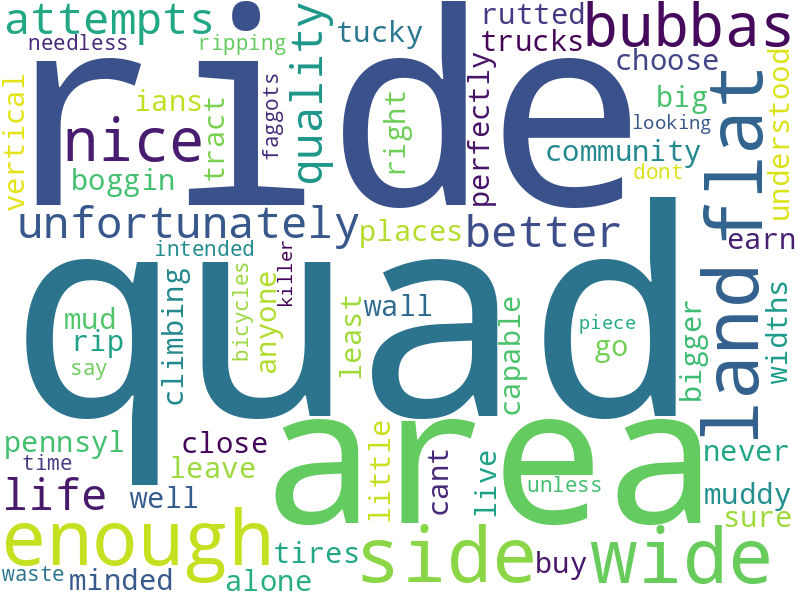 attempts
needless
ripping
tucky
rutted
trucks
bubbas
ride
vertical
ians
tract
faggots
quality
right
perfectly
choose
big
looking
community
dont
understood
nice
boggin
unfortunately
places
better
land flat
earn
intended
killer
quad
mud
rip
say
climbing
bicycles
anyone
least
wall
capable
piece
go
bigger
widths
pennsyl
time
close
leave
life
well
area
little
cant
live
unless
never
muddy
sure
enough
tires
side
buy
wide
waste
minded
alone